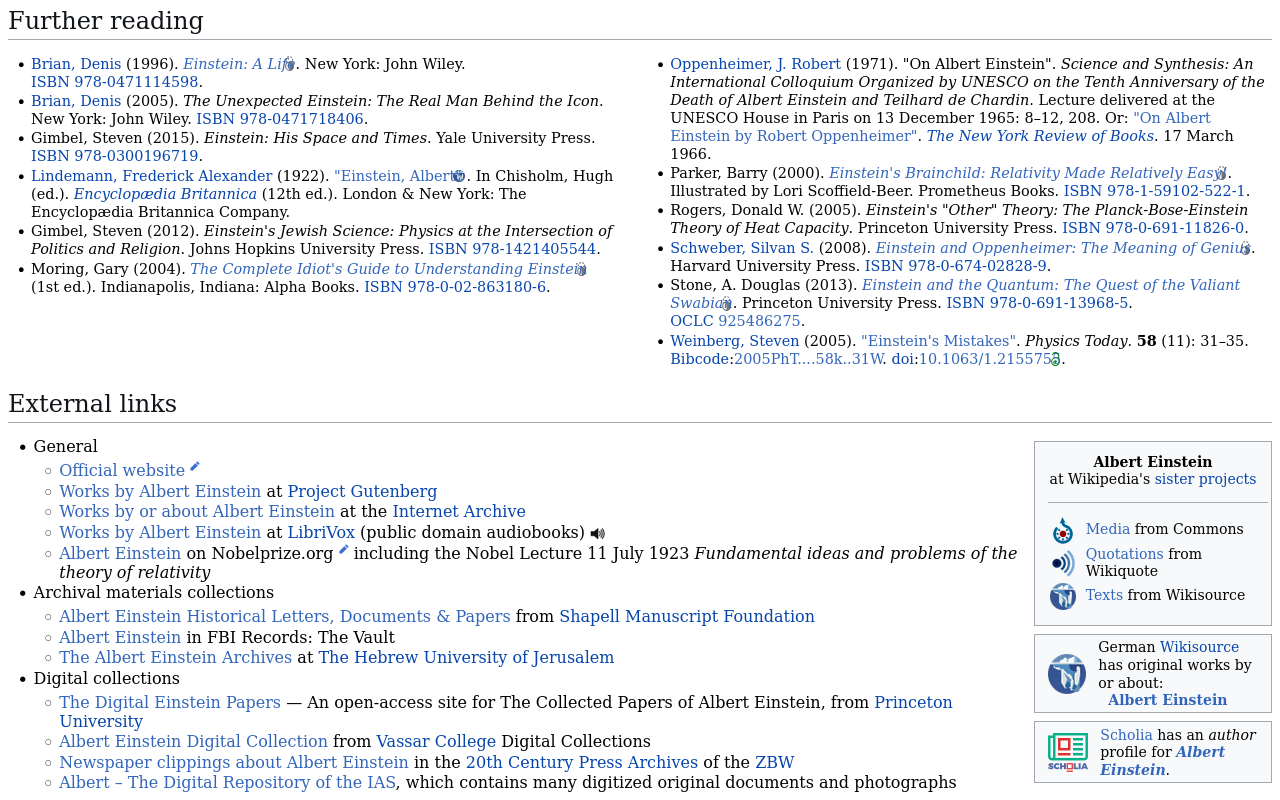 Further reading
• Brian, Denis (1996). Einstein: A Life. New York: John Wiley.
ISBN 978-0471114598.
• Brian, Denis (2005). The Unexpected Einstein: The Real Man Behind the Icon.
New York: John Wiley. ISBN 978-0471718406.
• Gimbel, Steven (2015). Einstein: His Space and Times. Yale University Press.
ISBN 978-0300196719.
• Lindemann, Frederick Alexander (1922). "Einstein, Albert". In Chisholm, Hugh
(ed.). Encyclopædia Britannica (12th ed.). London & New York: The
Encyclopædia Britannica Company.
• Gimbel, Steven (2012). Einstein's Jewish Science: Physics at the Intersection of
Politics and Religion. Johns Hopkins University Press. ISBN 978-1421405544.
• Moring, Gary (2004). The Complete Idiot's Guide to Understanding Einstein
(1st ed.). Indianapolis, Indiana: Alpha Books. ISBN 978-0-02-863180-6.
• Oppenheimer, J. Robert (1971). "On Albert Einstein". Science and Synthesis: An
International Colloquium Organized by UNESCO on the Tenth Anniversary of the
Death of Albert Einstein and Teilhard de Chardin. Lecture delivered at the
UNESCO House in Paris on 13 December 1965: 8–12, 208. Or: "On Albert
Einstein by Robert Oppenheimer". The New York Review of Books. 17 March
1966.
• Parker, Barry (2000). Einstein's Brainchild: Relativity Made Relatively Easy!.
Illustrated by Lori Scoffield-Beer. Prometheus Books. ISBN 978-1-59102-522-1.
• Rogers, Donald W. (2005). Einstein's "Other" Theory: The Planck-Bose-Einstein
Theory of Heat Capacity. Princeton University Press. ISBN 978-0-691-11826-0.
• Schweber, Silvan S. (2008). Einstein and Oppenheimer: The Meaning of Genius.
Harvard University Press. ISBN 978-0-674-02828-9.
• Stone, A. Douglas (2013). Einstein and the Quantum: The Quest of the Valiant
Swabian. Princeton University Press. ISBN 978-0-691-13968-5.
OCLC 925486275.
• Weinberg, Steven (2005). "Einstein's Mistakes". Physics Today. 58 (11): 31–35.
Bibcode:2005PhT....58k..31W. doi:10.1063/1.2155755.
External links
• General
◦ Official website
◦ Works by Albert Einstein at Project Gutenberg
◦ Works by or about Albert Einstein at the Internet Archive
◦ Works by Albert Einstein at LibriVox (public domain audiobooks)
◦ Albert Einstein on Nobelprize.org including the Nobel Lecture 11 July 1923 Fundamental ideas and problems of the
theory of relativity
• Archival materials collections
◦ Albert Einstein Historical Letters, Documents & Papers from Shapell Manuscript Foundation
◦ Albert Einstein in FBI Records: The Vault
◦ The Albert Einstein Archives at The Hebrew University of Jerusalem
• Digital collections
◦ The Digital Einstein Papers — An open-access site for The Collected Papers of Albert Einstein, from Princeton
University
◦ Albert Einstein Digital Collection from Vassar College Digital Collections
◦ Newspaper clippings about Albert Einstein in the 20th Century Press Archives of the ZBW
◦ Albert – The Digital Repository of the IAS, which contains many digitized original documents and photographs
Albert Einstein
at Wikipedia's sister projects
Media from Commons
Quotations from
Wikiquote
Texts from Wikisource
German Wikisource
has original works by
or about:
Albert Einstein
SCHOLIA
Scholia has an author
profile for Albert
Einstein.